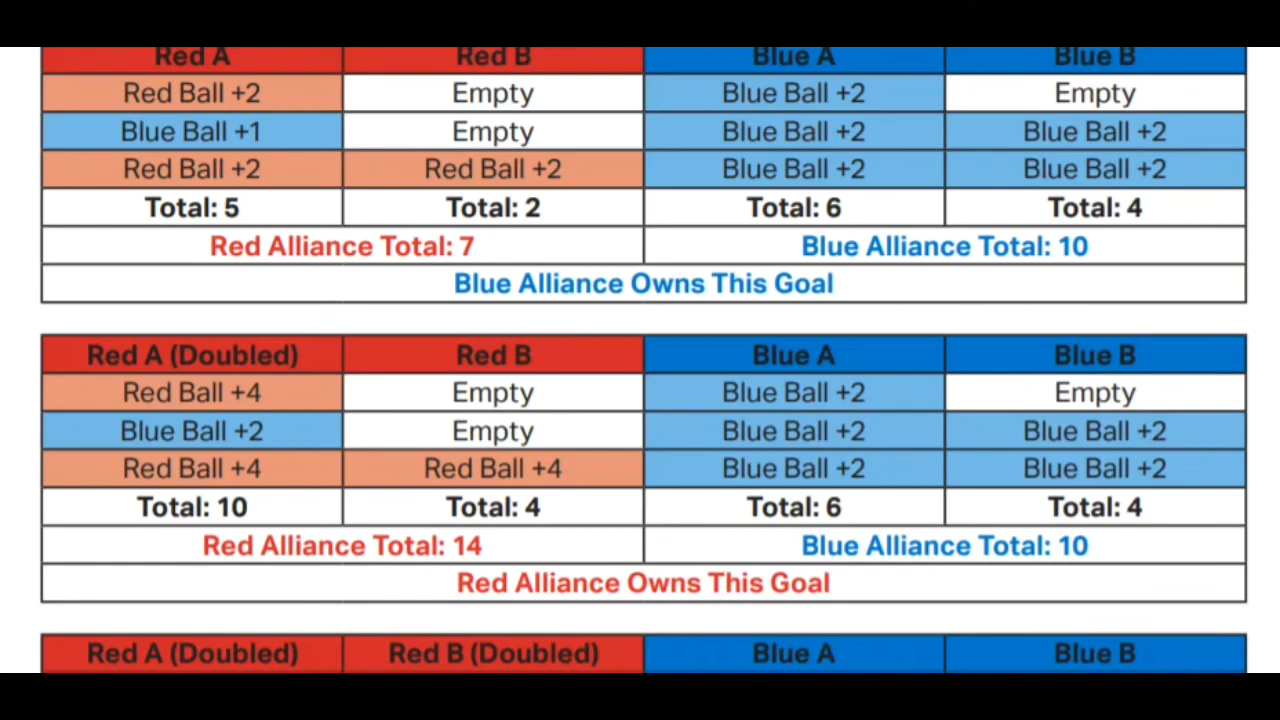 Red A Red B Blue A Blue B
Red Ball +2 Empty Blue Ball +2 Empty
Blue Ball +1 Empty Blue Ball +2 Blue Ball +2
Red Ball +2 Red Ball +2 Blue Ball +2 Blue Ball +2
Total: 5 Total: 2 Total: 6 Total: 4
Red Alliance Total: 7 Blue Alliance Total: 10
Blue Alliance Owns This Goal
Red A (Doubled) Red B Blue A Blue B
Red Ball +4 Empty Blue Ball +2 Empty
Blue Ball +2 Empty Blue Ball +2 Blue Ball +2
Red Ball +4 Red Ball +4 Blue Ball +2 Blue Ball +2
Total: 10 Total: 4 Total: 6 Total: 4
Red Alliance Total: 14 Blue Alliance Total: 10
Red Alliance Owns This Goal
Red A (Doubled) Red B (Doubled) Blue A Blue B